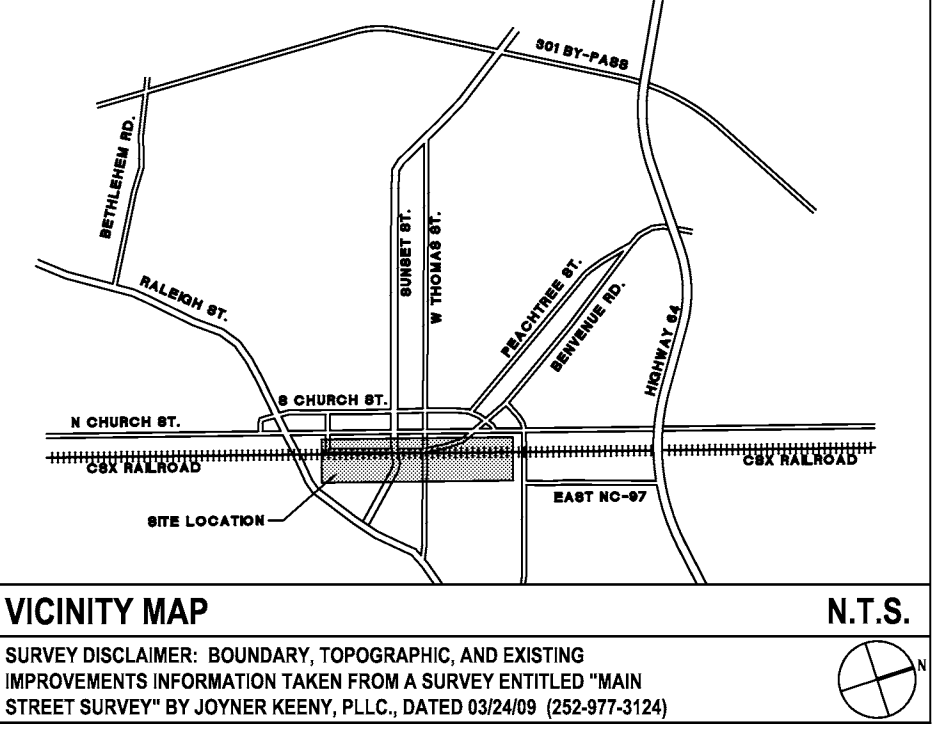 301 BY-PASS
BETHLEHEM RD.
SUNSET ST.
W THOMAS ST.
PEACHTREE ST.
BENVENUE RD.
RALEIGH ST.
HIGHWAY 64
S CHURCH ST.
N CHURCH ST.
CSX RAILROAD
CSX RAILROAD
EAST NC-97
SITE LOCATION
VICINITY MAP
N.T.S.
SURVEY DISCLAIMER: BOUNDARY, TOPOGRAPHIC, AND EXISTING
IMPROVEMENTS INFORMATION TAKEN FROM A SURVEY ENTITLED "MAIN
STREET SURVEY" BY JOYNER KEENY, PLLC., DATED 03/24/09 (252-977-3124)
N